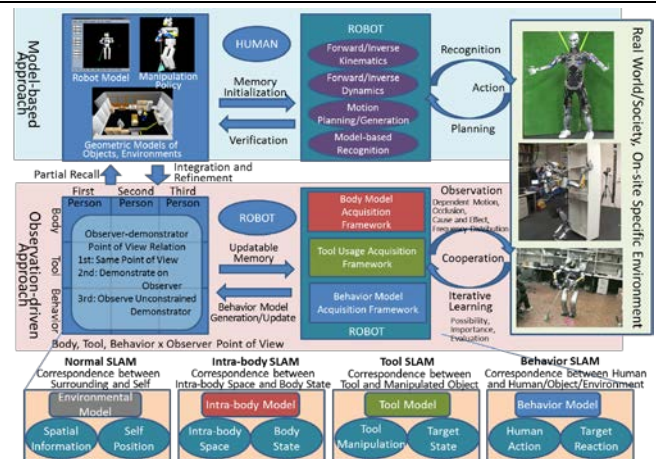 Model-based
Approach
Robot Model
Manipulation
Policy
Geometric Models of
Objects, Environments
HUMAN
Memory
Initialization
Verification
ROBOT
Forward/Inverse
Kinematics
Forward/Inverse
Dynamics
Motion
Planning/Generation
Model-based
Recognition
Recognition
Action
Planning
Real World/Society, On-site Specific Environment
Partial Recall
Integration and
Refinement
Observation-driven
Approach
First
Person
Second
Person
Third
Person
Body
Tool
Behavior
Observer-demonstrator
Point of View Relation
1st: Same Point of View
2nd: Demonstrate on
Observer
3rd: Observe Unconstrained
Demonstrator
Body, Tool, Behavior x Observer Point of View
ROBOT
Updatable
Memory
Behavior Model
Generation/Update
Body Model
Acquisition
Framework
Tool Usage Acquisition
Framework
Behavior Model
Acquisition Framework
ROBOT
Observation
Dependent Motion,
Occlusion,
Cause and Effect,
Frequency Distribution
Cooperation
Iterative
Learning
Possibility,
Importance,
Evaluation
Normal SLAM
Correspondence between
Surrounding and Self
Environmental
Model
Spatial
Information
Self
Position
Intra-body SLAM
Correspondence between
Intra-body Space and Body State
Intra-body Model
Intra-body
Space
Body
State
Tool SLAM
Correspondence between
Tool and Manipulated Object
Tool Model
Tool
Manipulation
Target
State
Behavior SLAM
Correspondence between Human
and Human/Object/Environment
Behavior Model
Human
Action
Target
Reaction